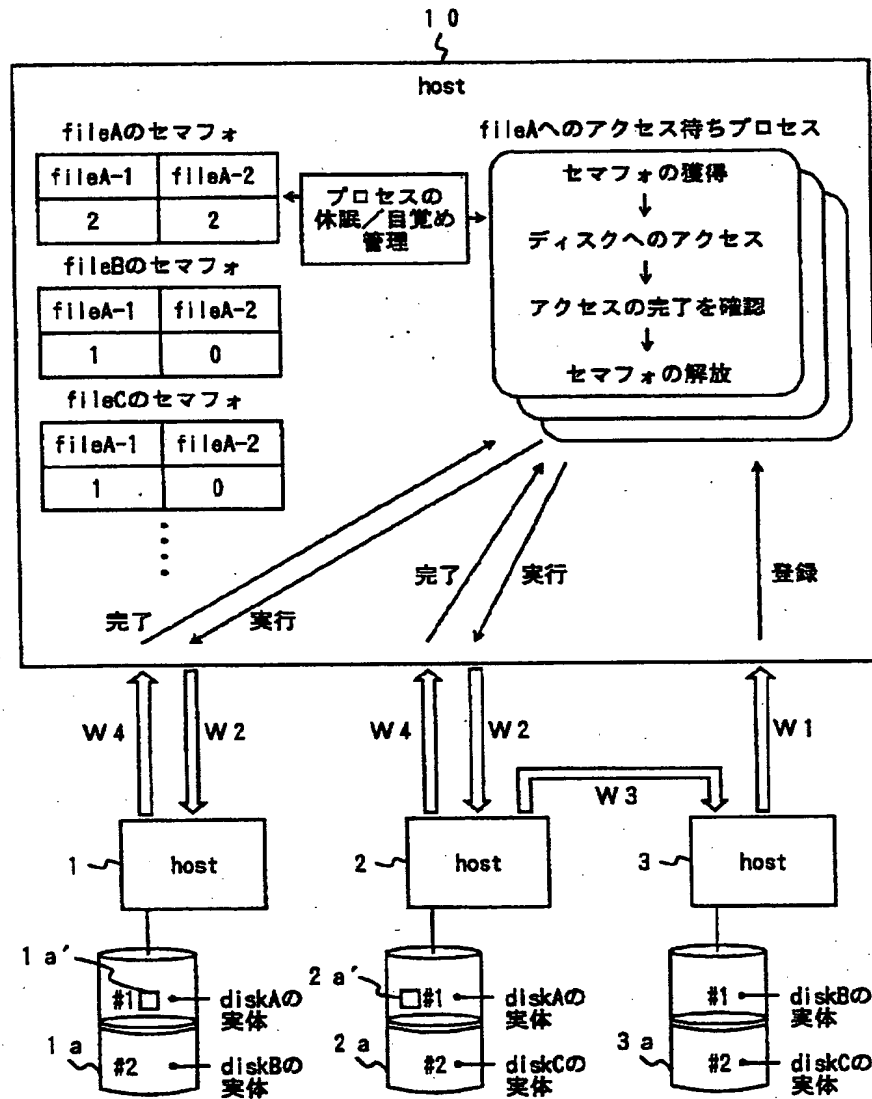 10
host
fileAのセマフォ
fileA-1 fileA-2
2 2
fileBのセマフォ
fileA-1 fileA-2
1 0
fileCのセマフォ
fileA-1 fileA-2
1 0
プロセスの
休眠/目覚め
管理
fileAへのアクセス待ちプロセス
セマフォの獲得
↓
ディスクへのアクセス
↓
アクセスの完了を確認
↓
セマフォの解放
完了
実行
完了
実行
登録
W4
W2
W4
W2
W3
W1
1
host
2
host
3
host
1a′
#1
diskAの
実体
1a
#2
diskBの
実体
2a′
#1
diskAの
実体
2a
#2
diskCの
実体
#1
diskBの
実体
3a
#2
diskCの
実体